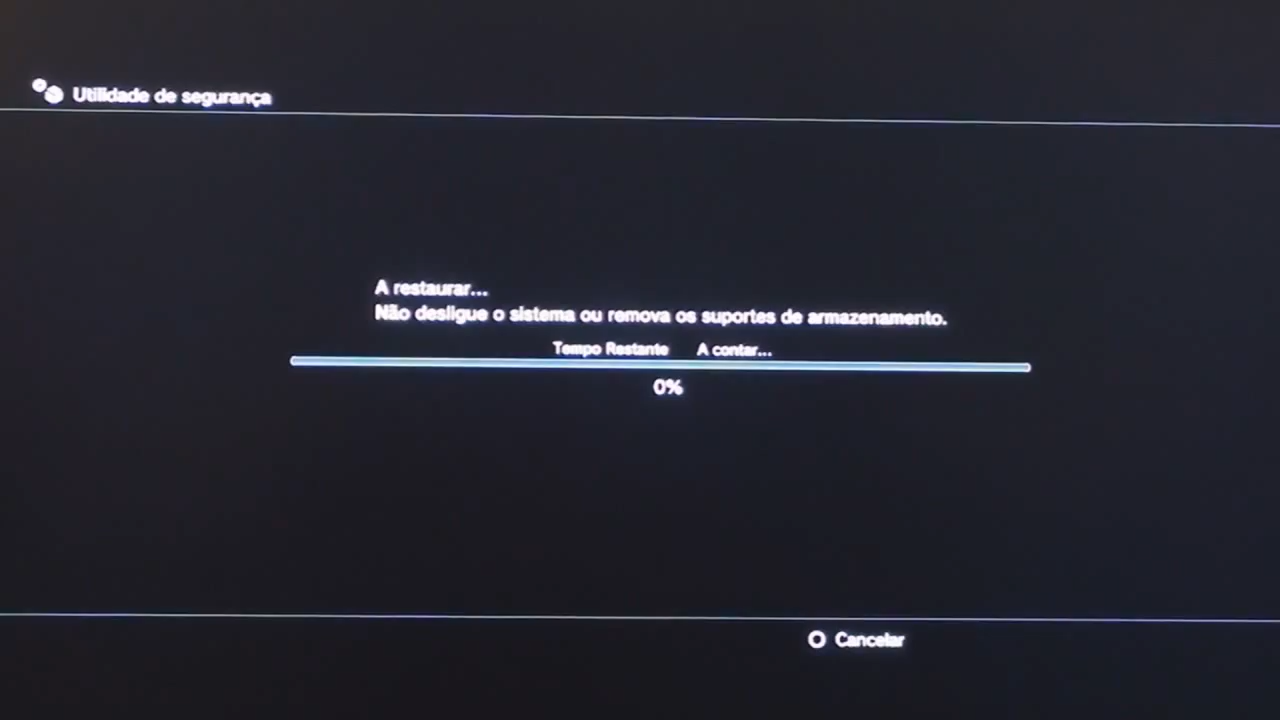 Utilidade de segurança
A restaurar...
Não desligue o sistema ou remova os suportes de armazenamento.
Tempo Restante A contar...
0%
Cancelar